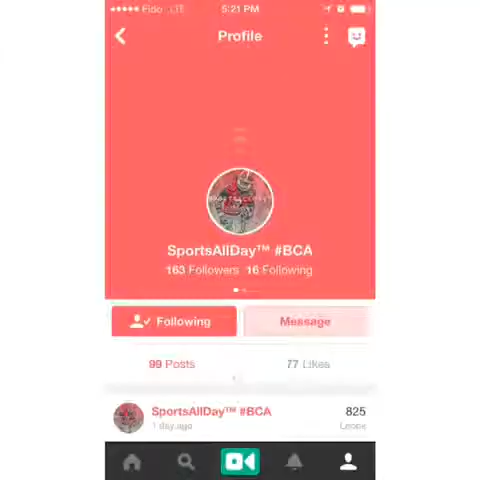 Fido LTE 5:21 PM
Profile
SportsAllDay™ #BCA
163 Followers 16 Following
Following
Message
99 Posts
77 Likes
SportsAllDay™ #BCA
825
1 day ago
Loops